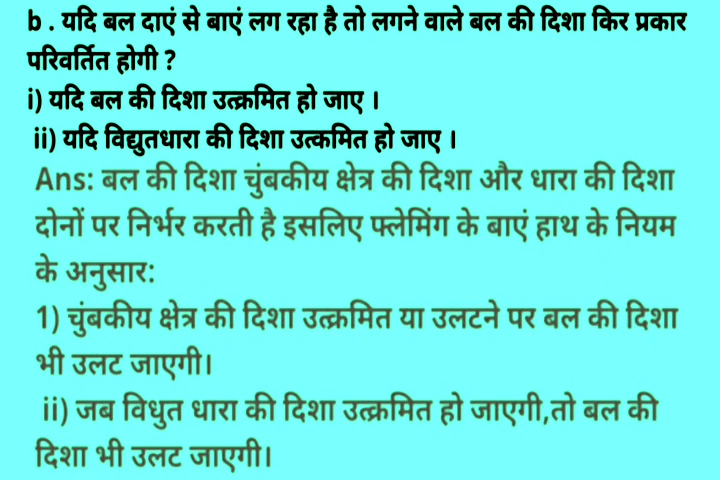 b . यदि बल दाएं से बाएं लग रहा है तो लगने वाले बल की दिशा किर प्रकार
परिवर्तित होगी ?
i) यदि बल की दिशा उत्क्रमित हो जाए ।
ii) यदि विद्युतधारा की दिशा उत्कमित हो जाए ।
Ans: बल की दिशा चुंबकीय क्षेत्र की दिशा और धारा की दिशा
दोनों पर निर्भर करती है इसलिए फ्लेमिंग के बाएं हाथ के नियम
के अनुसार:
1) चुंबकीय क्षेत्र की दिशा उत्क्रमित या उलटने पर बल की दिशा
भी उलट जाएगी।
ii) जब विधुत धारा की दिशा उत्क्रमित हो जाएगी,तो बल की
दिशा भी उलट जाएगी।